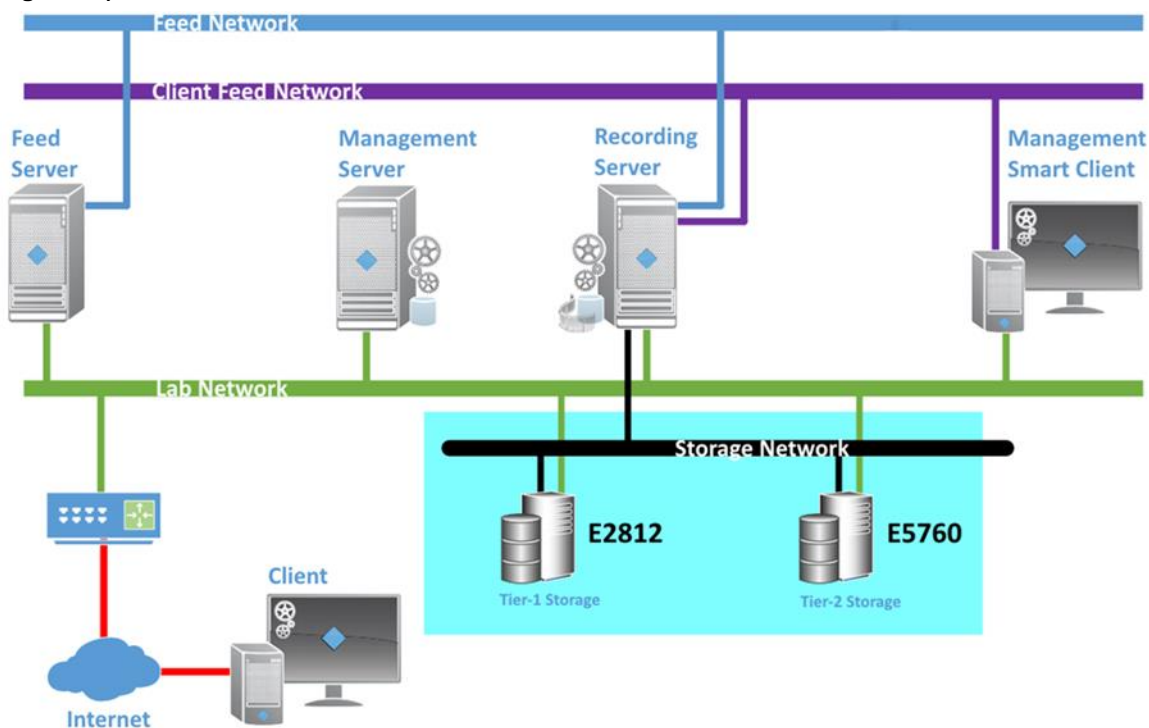 Feed Network
Client Feed Network
Feed
Server
Management
Server
Recording
Server
Management
Smart Client
Lab Network
Storage Network
E2812
E5760
Tier-1 Storage
Tier-2 Storage
Client
Internet